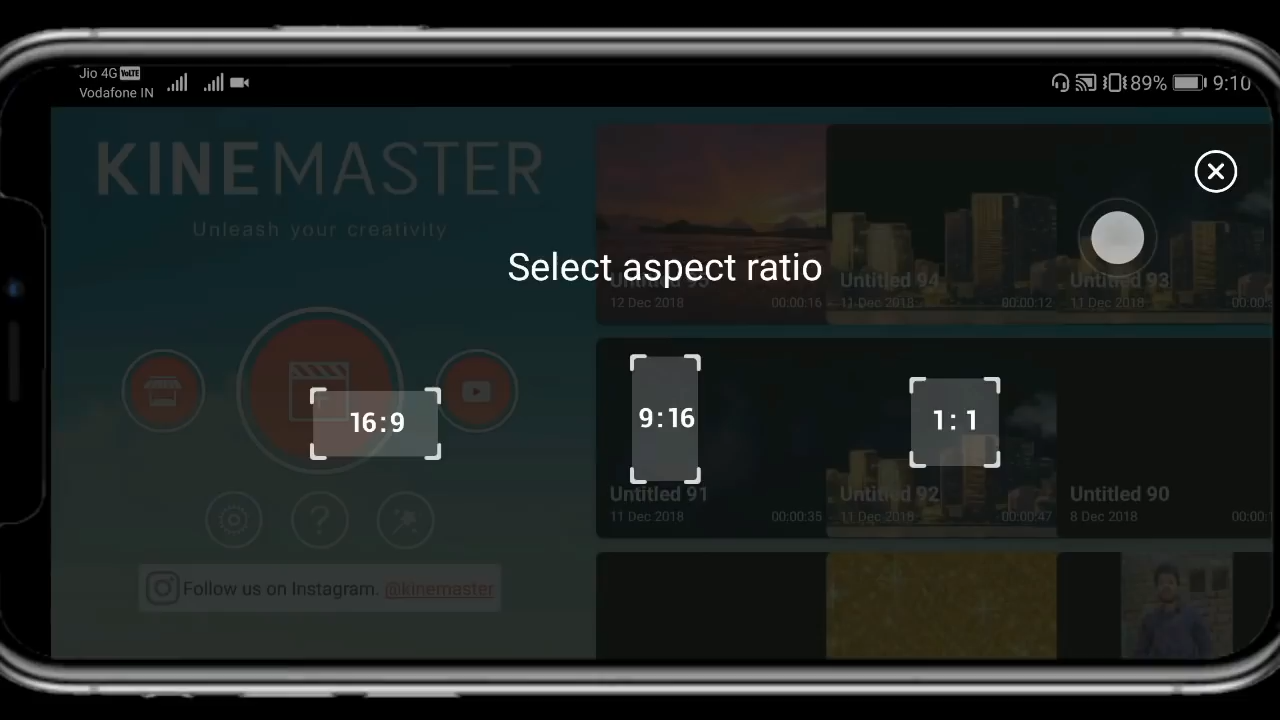 Jio 4G VoLTE
Vodafone IN
89% 9:10
KINEMASTER
Unleash your creativity
Select aspect ratio
12 Dec 2018 00:00:16
Untitled 94
11 Dec 2018 00:00:12
Untitled 93
11 Dec 2018
16:9
9:16
1:1
Untitled 91
11 Dec 2018 00:00:35
Untitled 92
11 Dec 2018 00:00:47
Untitled 90
8 Dec 2018
Follow us on Instagram. @kinemaster